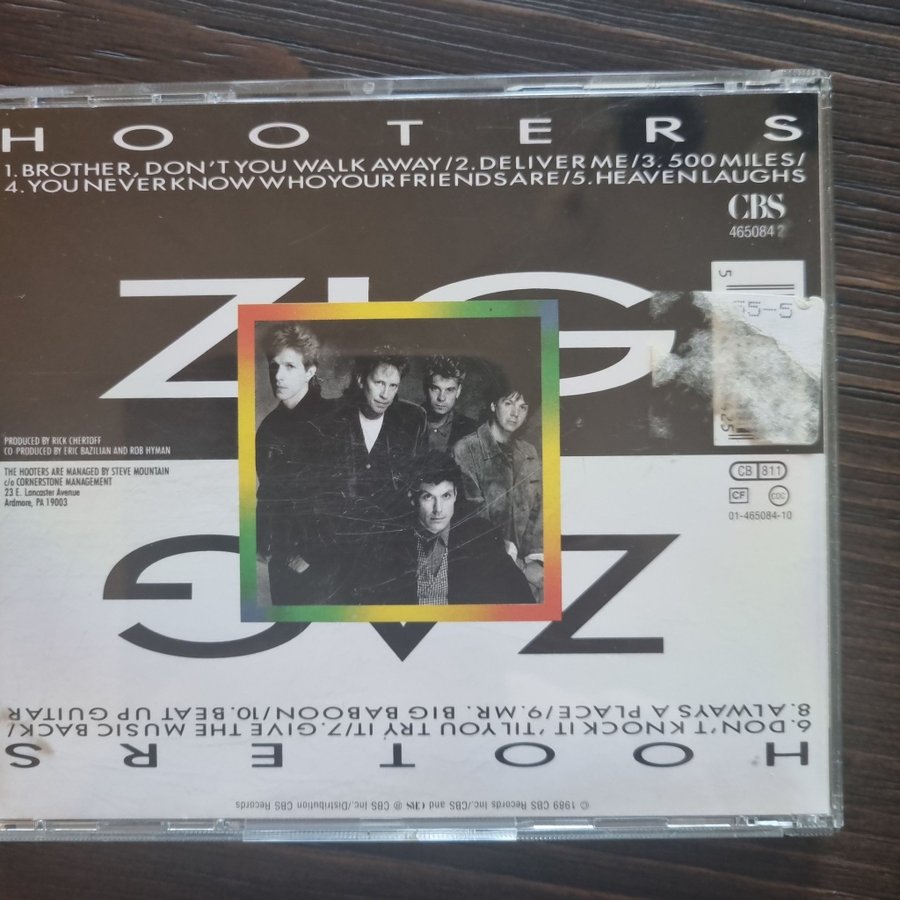 HOOTERS
1. BROTHER, DON'T YOU WALK AWAY/2. DELIVER ME/3. 500 MILES/
4. YOU NEVER KNOW WHO YOUR FRIENDS ARE/5. HEAVEN LAUGHS
CBS
465084 2
ZIG
5
25
PRODUCED BY RICK CHERTOFF
CO PRODUCED BY ERIC BAZILIAN AND ROB HYMAN
THE HOOTERS ARE MANAGED BY STEVE MOUNTAIN
c/o CORNERSTONE MANAGEMENT
23 E. Lancaster Avenue
Ardmore, PA 19003
CB 811
CF
CDC
01-465084-10
ZAG
HOOTERS
6. DON'T KNOCK IT 'TIL YOU TRY IT/7. GIVE THE MUSIC BACK/
8. ALWAYS A PLACE/9. MR. BIG BABOON/10. BEAT UP GUITAR
© 1989 CBS Records Inc./CBS and CBS ® CBS Inc./Distribution CBS Records